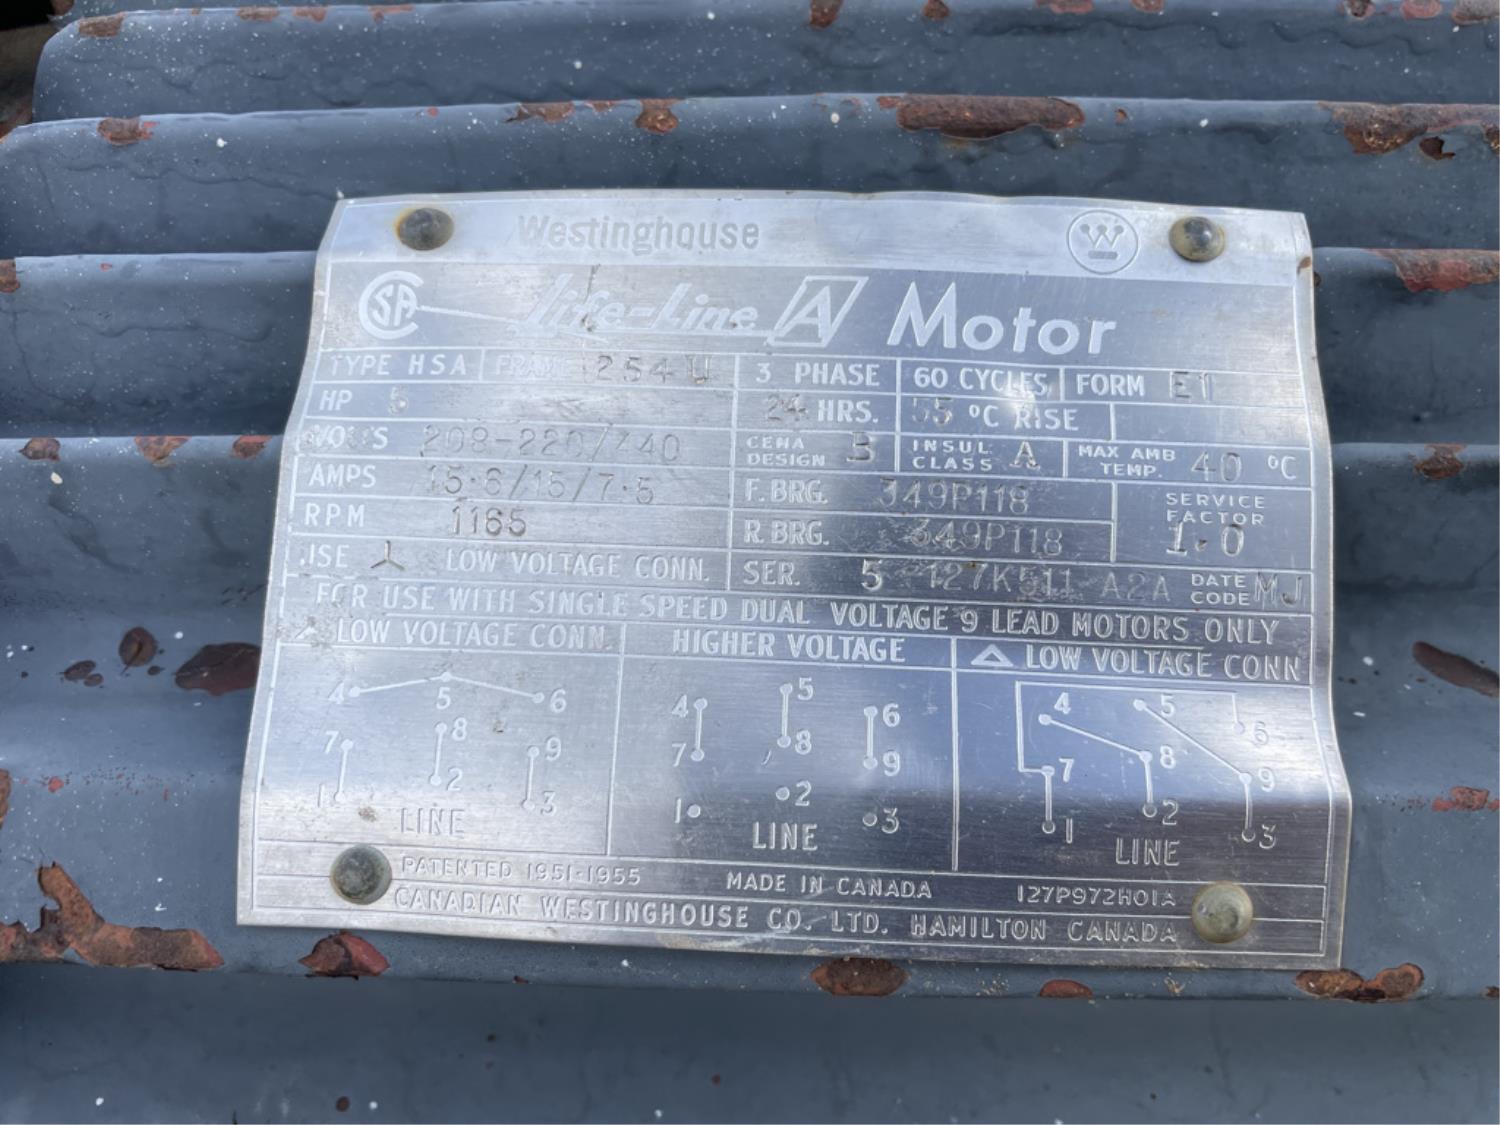 Westinghouse W
CSA Life-Line A Motor
TYPE HSA FRAME 254U 3 PHASE 60 CYCLES FORM E1
HP 5 24 HRS. 55 °C RISE
VOLTS 208-220/440 CEMA DESIGN B INSUL CLASS A MAX AMB TEMP. 40 °C
AMPS 15.6/15/7.5 F. BRG. 349P118 SERVICE FACTOR 1.0
RPM 1165 R. BRG. 349P118
USE LOW VOLTAGE CONN. SER. 5 127K511 A2A DATE CODE MJ
FOR USE WITH SINGLE SPEED DUAL VOLTAGE 9 LEAD MOTORS ONLY
LOW VOLTAGE CONN. HIGHER VOLTAGE △ LOW VOLTAGE CONN
4 5 6 4 5 6 4 5 6
7 8 9 7 8 9 7 8 9
1 2 3 1 2 3 1 2 3
LINE LINE LINE
PATENTED 1951-1955 MADE IN CANADA 127P972H01A
CANADIAN WESTINGHOUSE CO. LTD. HAMILTON CANADA